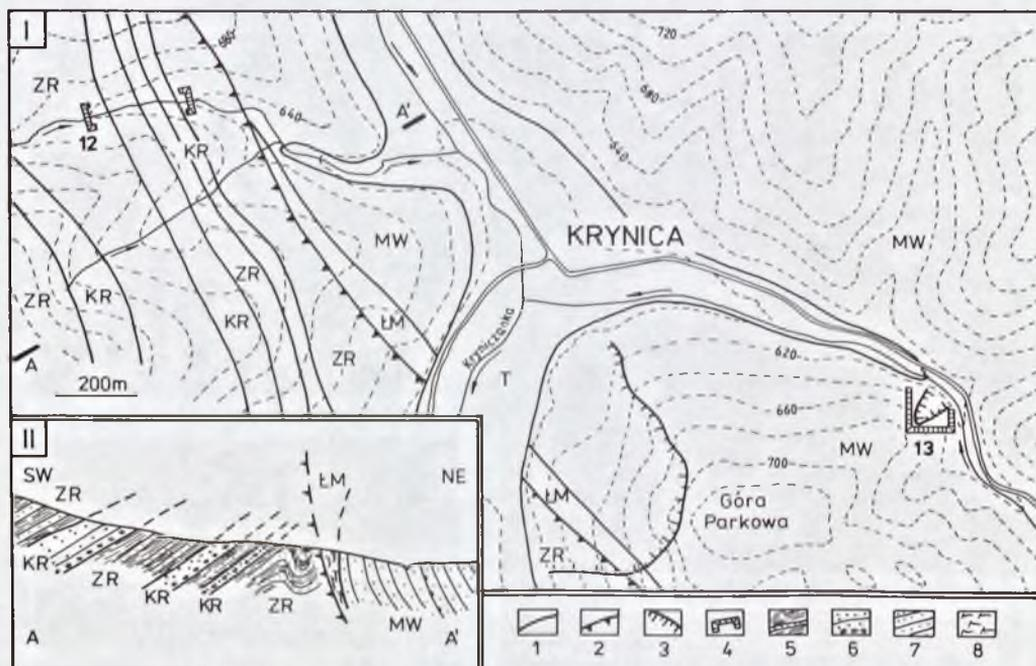 I
ZR
680
720
680
640
640
A'
12
KR
MW
KRYNICA
MW
ZR
KR
ZR
KR
ŁM
ZR
A
200m
Kryniczanka
T
620
660
13
MW
700
Góra
Parkowa
ŁM
ZR
II
SW
ZR
ŁM
NE
KR
ZR
KR
KR
ZR
MW
A
A'
1 2 3 4 5 6 7 8